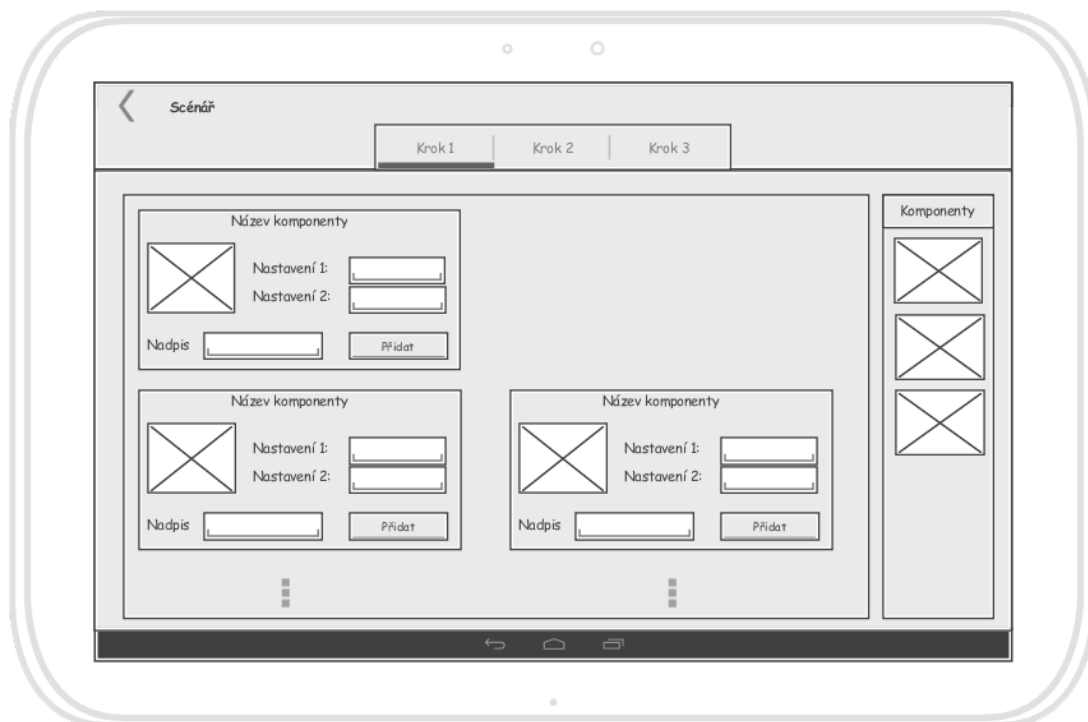 Scénář
Krok 1
Krok 2
Krok 3
Název komponenty
Nastavení 1:
Nastavení 2:
Nadpis
Přidat
Název komponenty
Nastavení 1:
Nastavení 2:
Nadpis
Přidat
Název komponenty
Nastavení 1:
Nastavení 2:
Nadpis
Přidat
Komponenty